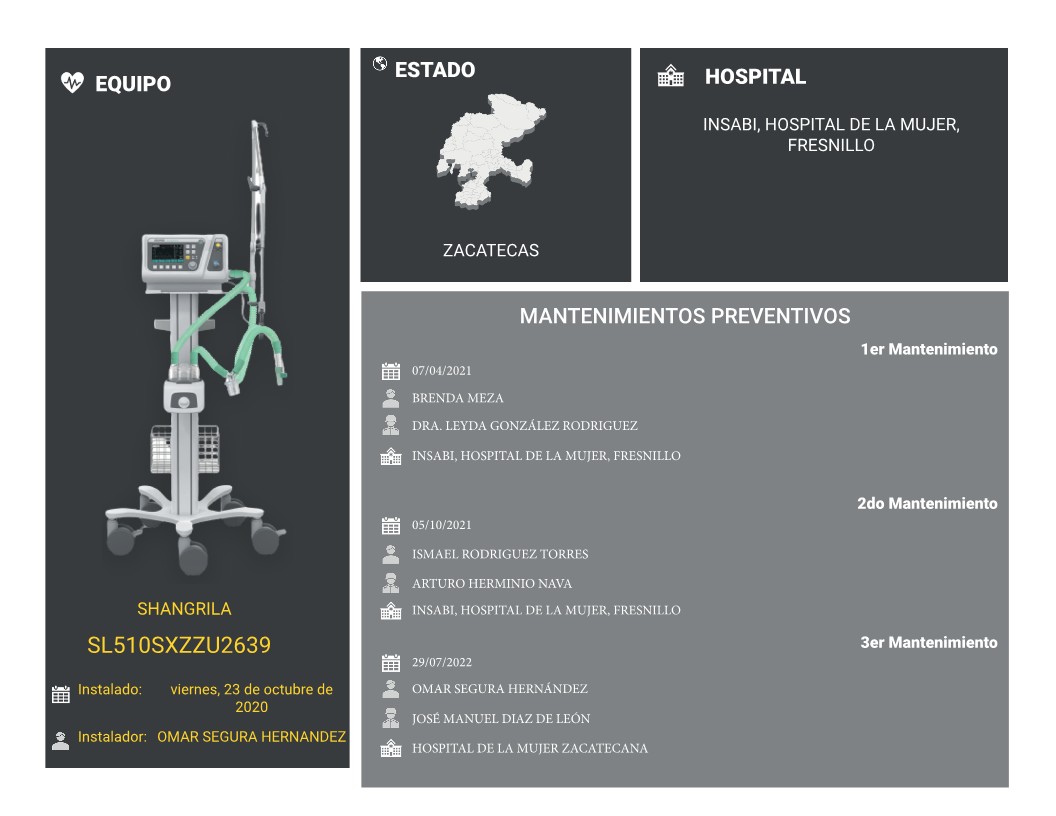 EQUIPO
SHANGRILA
SL510SXZZU2639
Instalado: viernes, 23 de octubre de
2020
Instalador: OMAR SEGURA HERNANDEZ
ESTADO
ZACATECAS
HOSPITAL
INSABI, HOSPITAL DE LA MUJER,
FRESNILLO
MANTENIMIENTOS PREVENTIVOS
1er Mantenimiento
07/04/2021
BRENDA MEZA
DRA. LEYDA GONZÁLEZ RODRIGUEZ
INSABI, HOSPITAL DE LA MUJER, FRESNILLO
2do Mantenimiento
05/10/2021
ISMAEL RODRIGUEZ TORRES
ARTURO HERMINIO NAVA
INSABI, HOSPITAL DE LA MUJER, FRESNILLO
3er Mantenimiento
29/07/2022
OMAR SEGURA HERNÁNDEZ
JOSÉ MANUEL DIAZ DE LEÓN
HOSPITAL DE LA MUJER ZACATECANA